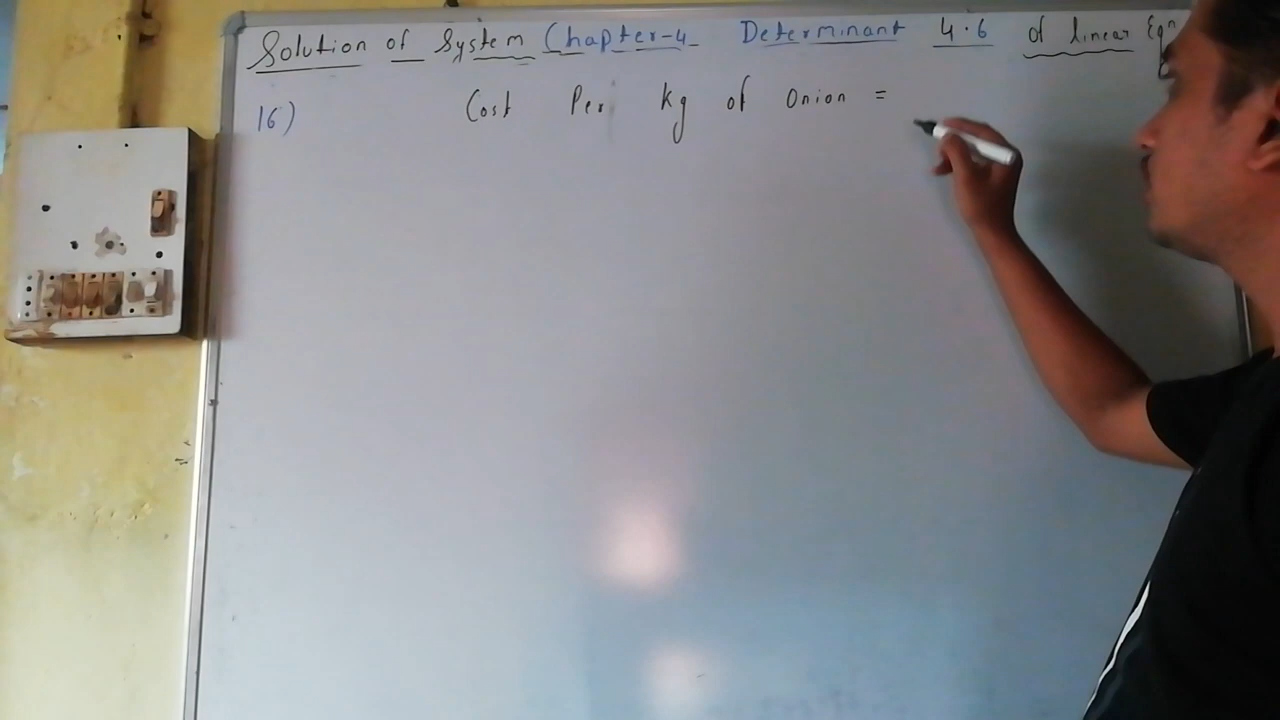 Solution of System Chapter-4 Determinant 4.6 of linear Eqn
16) Cost Per kg of Onion =